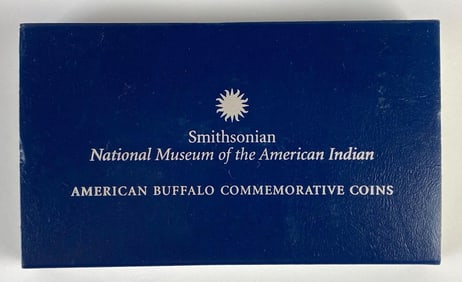 Smithsonian
National Museum of the American Indian
AMERICAN BUFFALO COMMEMORATIVE COINS